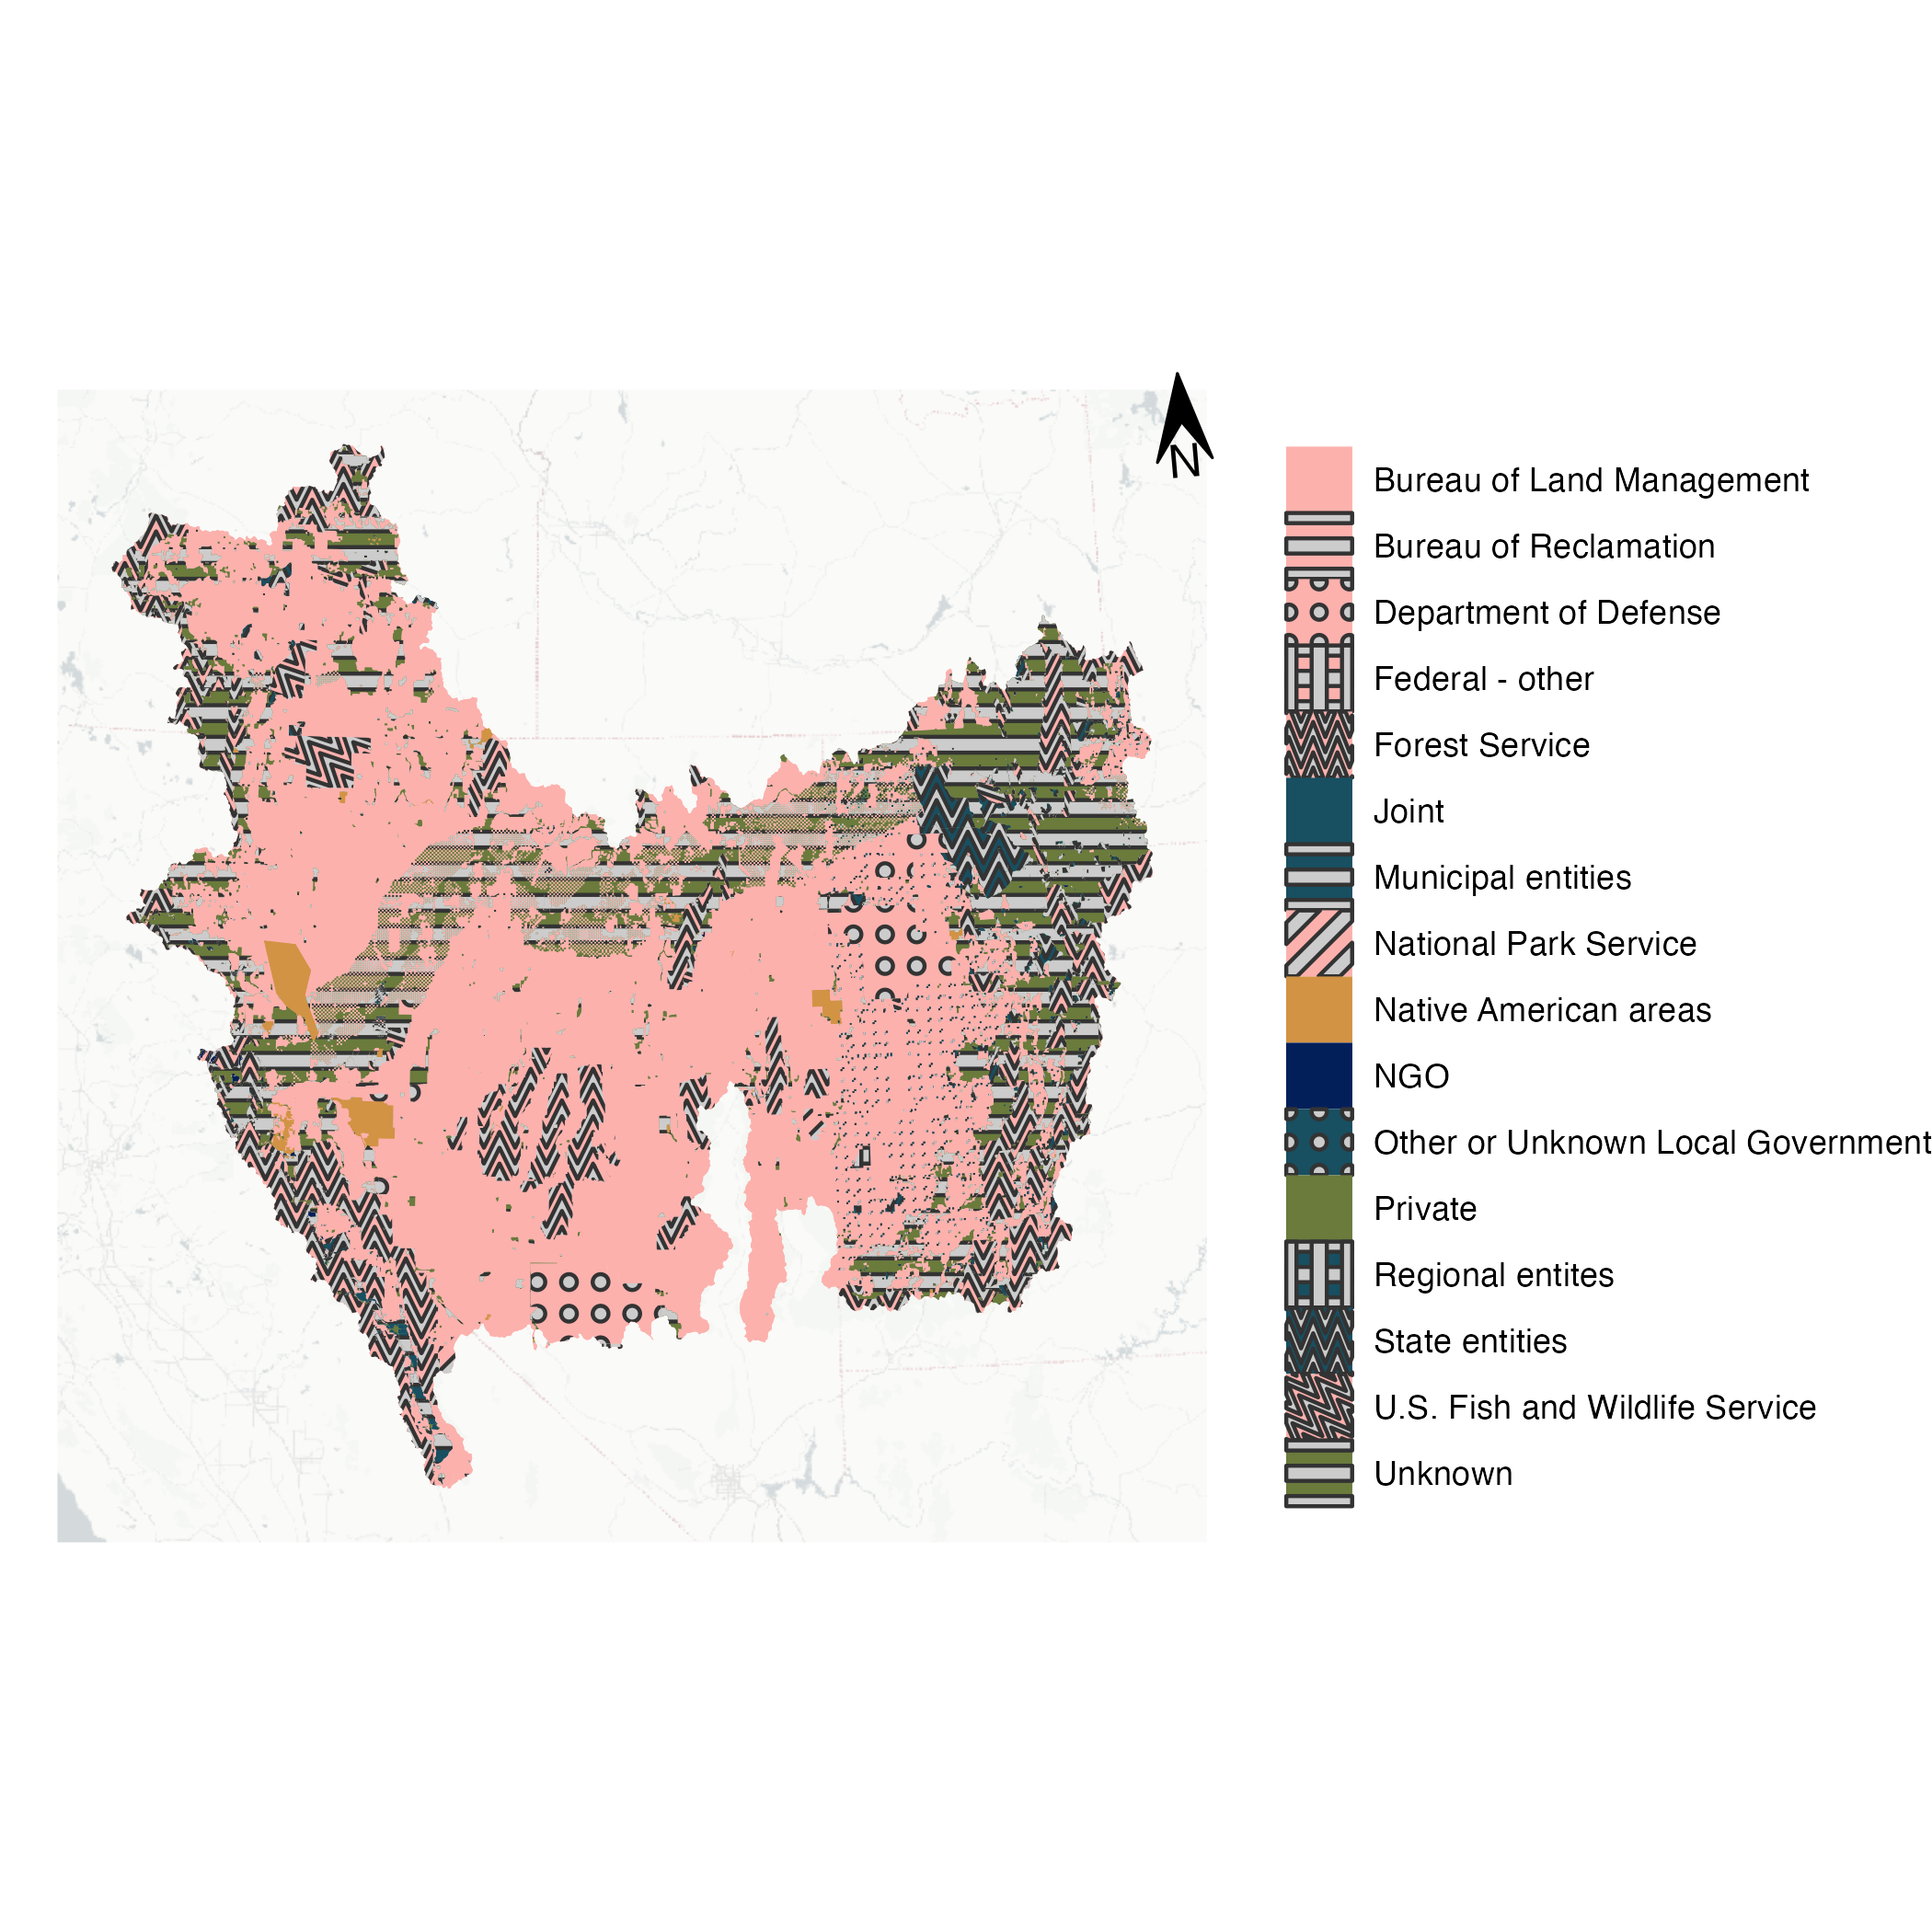 N
Bureau of Land Management
Bureau of Reclamation
Department of Defense
Federal - other
Forest Service
Joint
Municipal entities
National Park Service
Native American areas
NGO
Other or Unknown Local Government
Private
Regional entites
State entities
U.S. Fish and Wildlife Service
Unknown